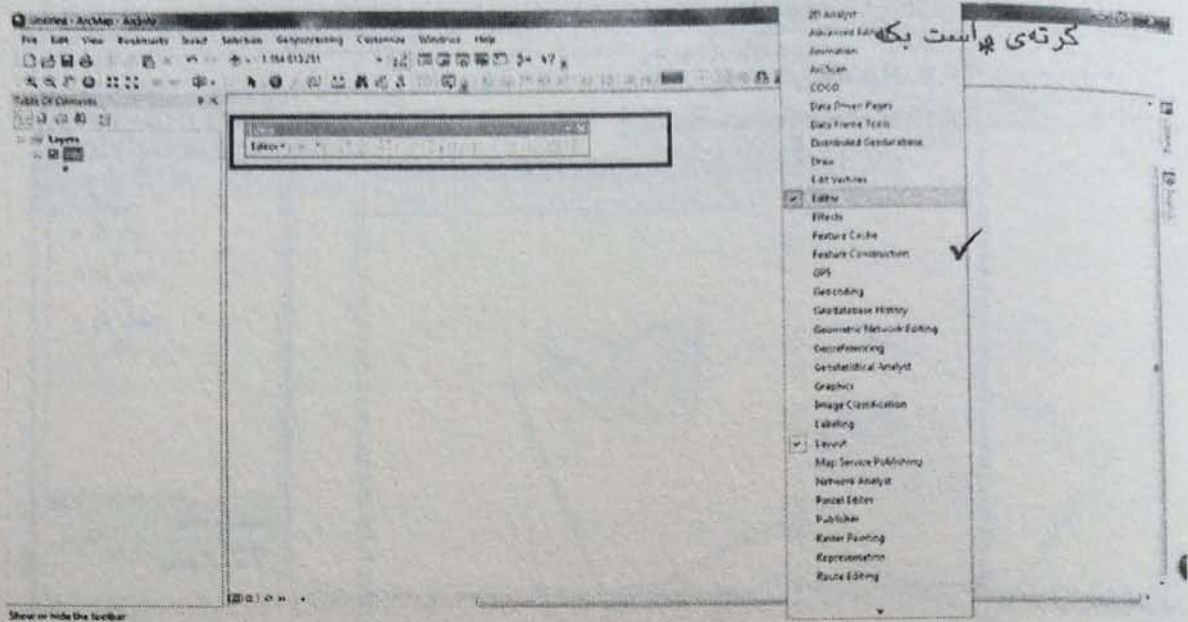 Untitled - ArcMap - ArcInfo
File Edit View Bookmarks Insert Selection Geoprocessing Customize Windows Help
Table Of Contents
Layers
Editor
3D Analyst
Animation
ArcScan
COGO
Data Driven Pages
Data Frame Tools
Distributed Geodatabase
Draw
Edit Vertices
Editor
Effects
Feature Cache
Feature Construction
GPS
Geocoding
Geodatabase History
Geometric Network Editing
Georeferencing
Geostatistical Analyst
Graphics
Image Classification
Labeling
Layout
Map Service Publishing
Network Analyst
Parcel Editor
Publisher
Raster Painting
Representation
Route Editing
کرتەی ڕاست بکە
Show or hide the toolbar